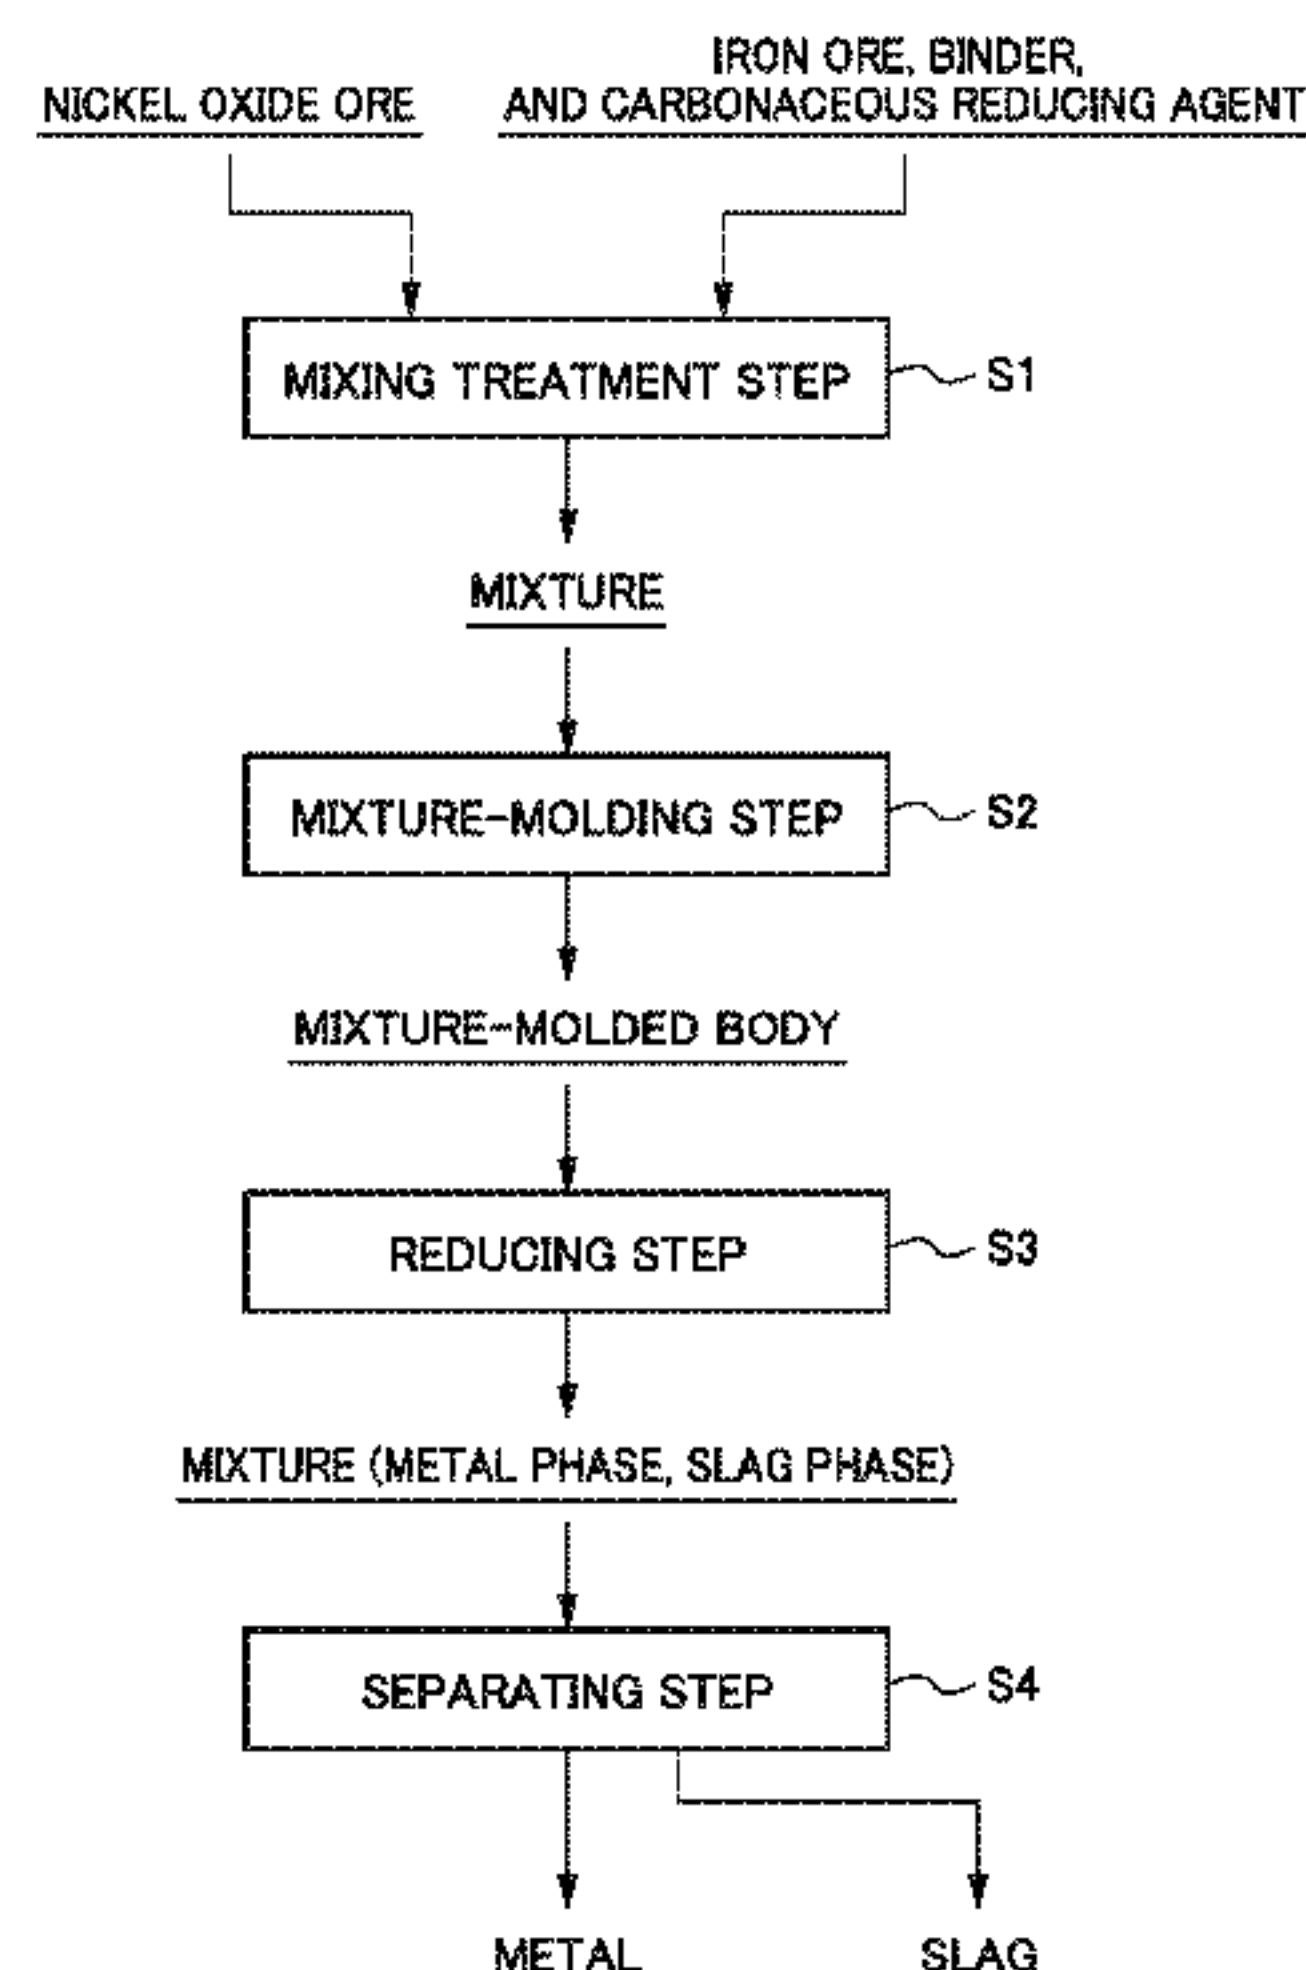 NICKEL OXIDE ORE
IRON ORE, BINDER,
AND CARBONACEOUS REDUCING AGENT
MIXING TREATMENT STEP
S1
MIXTURE
MIXTURE-MOLDING STEP
S2
MIXTURE-MOLDED BODY
REDUCING STEP
S3
MIXTURE (METAL PHASE, SLAG PHASE)
SEPARATING STEP
S4
METAL
SLAG